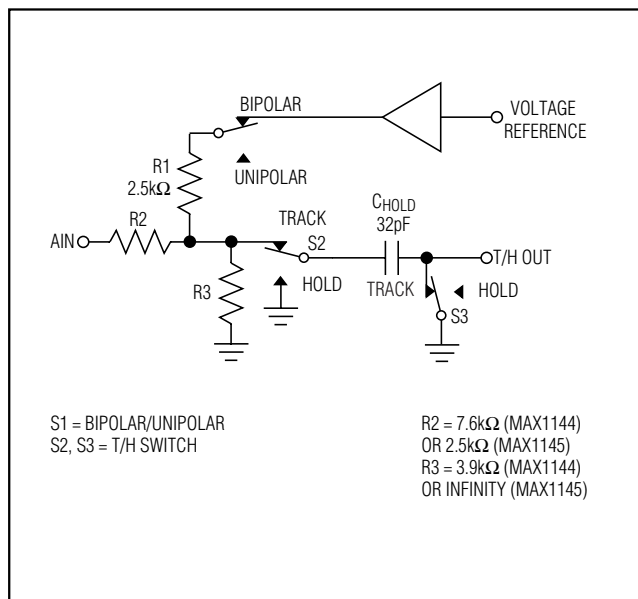 BIPOLAR
VOLTAGE
REFERENCE
R1
2.5kΩ
UNIPOLAR
CHOLD
32pF
TRACK
R2
AIN
S2
T/H OUT
R3
HOLD
TRACK
HOLD
S3
S1 = BIPOLAR/UNIPOLAR
S2, S3 = T/H SWITCH
R2 = 7.6kΩ (MAX1144)
OR 2.5kΩ (MAX1145)
R3 = 3.9kΩ (MAX1144)
OR INFINITY (MAX1145)